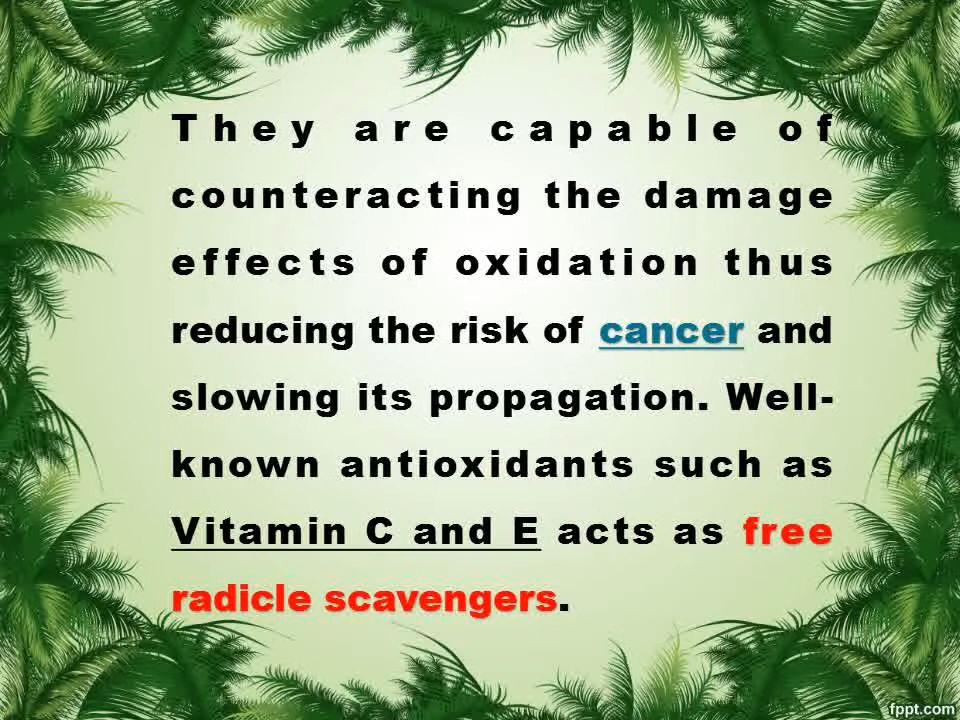 They are capable of
counteracting the damage
effects of oxidation thus
reducing the risk of cancer and
slowing its propagation. Well-
known antioxidants such as
Vitamin C and E acts as free
radicle scavengers.
fppt.com